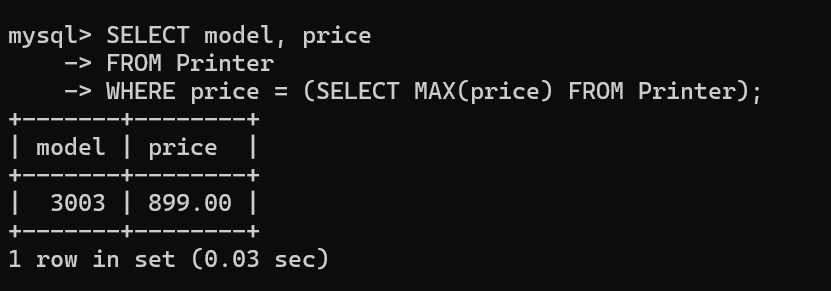 mysql> SELECT model, price
    -> FROM Printer
    -> WHERE price = (SELECT MAX(price) FROM Printer);
+-------+--------+
| model | price  |
+-------+--------+
|  3003 | 899.00 |
+-------+--------+
1 row in set (0.03 sec)